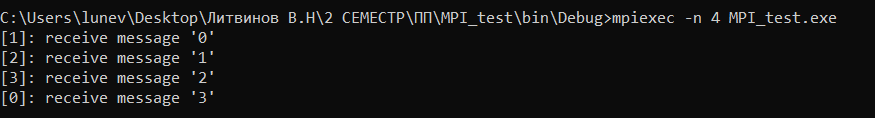 C:\Users\lunev\Desktop\Литвинов В.Н\2 СЕМЕСТР\ПП\MPI_test\bin\Debug>mpiexec -n 4 MPI_test.exe
[1]: receive message '0'
[2]: receive message '1'
[3]: receive message '2'
[0]: receive message '3'